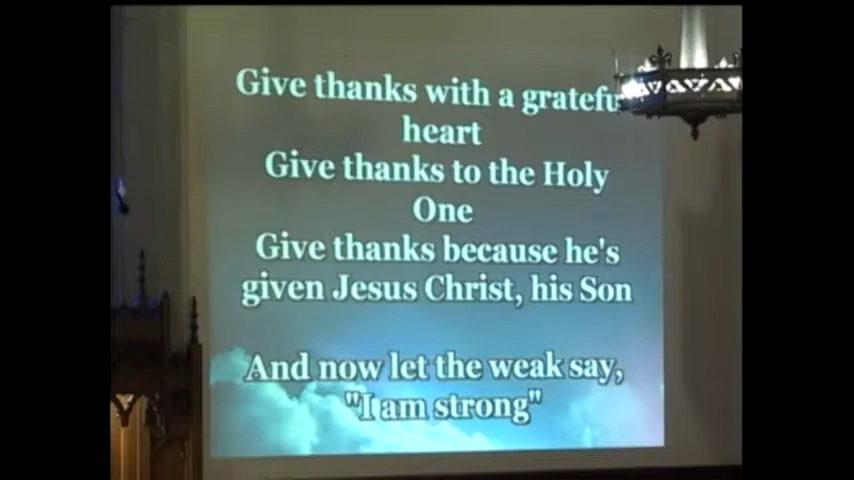 Give thanks with a gratefu
heart
Give thanks to the Holy
One
Give thanks because he's
given Jesus Christ, his Son
And now let the weak say,
"I am strong"